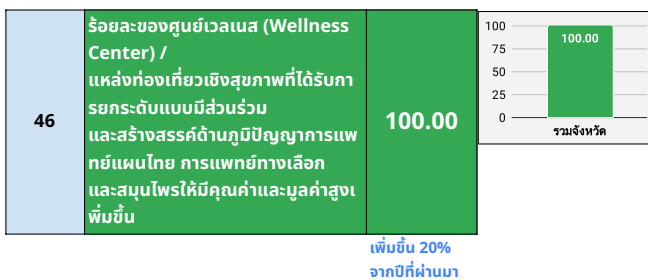 46
ร้อยละของศูนย์เวลเนส (Wellness
Center) /
แหล่งท่องเที่ยวเชิงสุขภาพที่ได้รับกา
รยกระดับแบบมีส่วนร่วม
และสร้างสรรค์ด้านภูมิปัญญาการแพ
ทย์แผนไทย การแพทย์ทางเลือก
และสมุนไพรให้มีคุณค่าและมูลค่าสูงเ
พิ่มขึ้น
100.00
เพิ่มขึ้น 20%
จากปีที่ผ่านมา
100
75
50
25
0
100.00
รวมจังหวัด